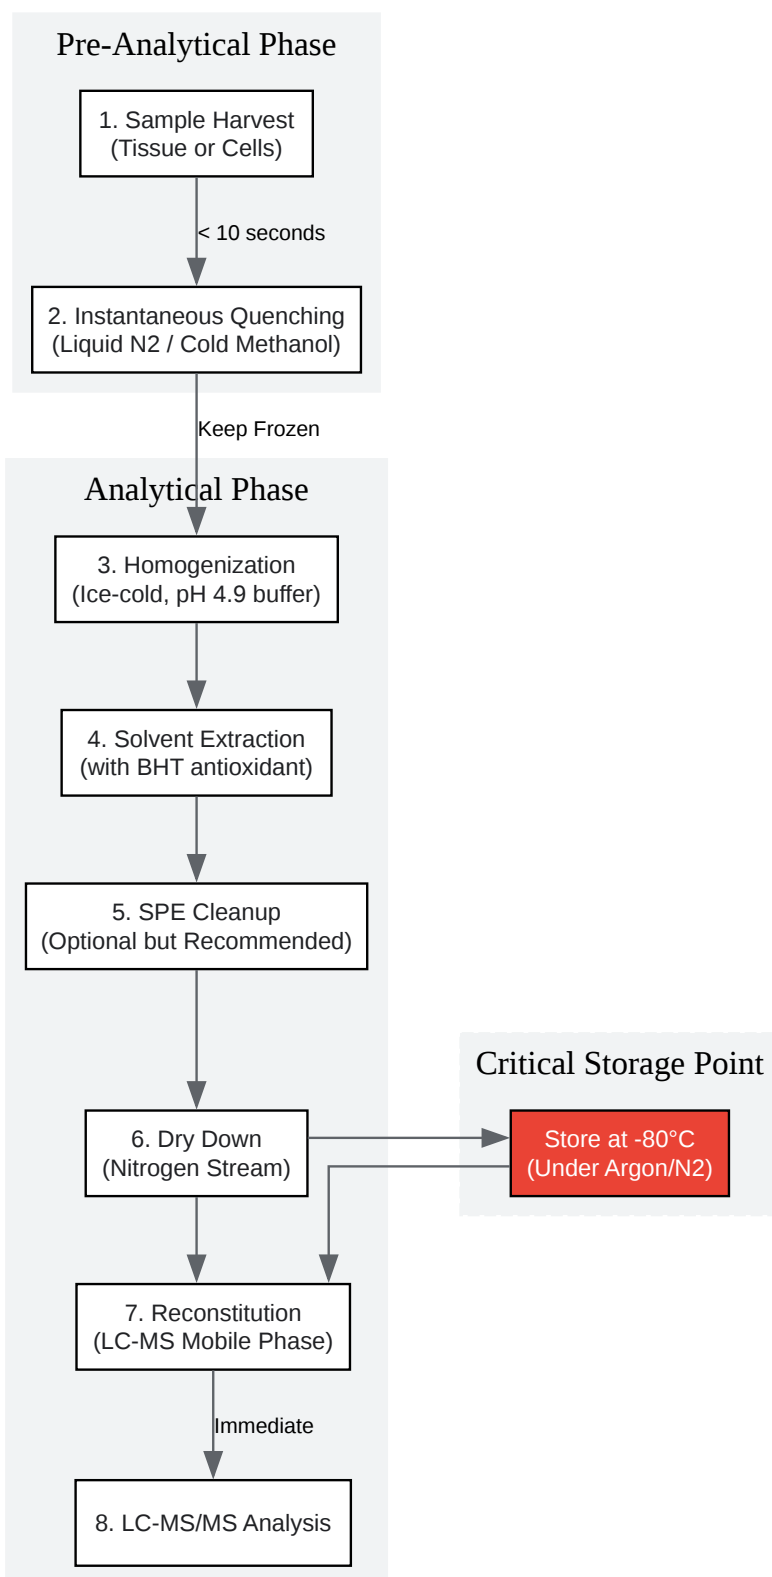 Pre-Analytical Phase
1. Sample Harvest
(Tissue or Cells)
< 10 seconds
2. Instantaneous Quenching
(Liquid N2 / Cold Methanol)
Keep Frozen
Analytical Phase
3. Homogenization
(Ice-cold, pH 4.9 buffer)
4. Solvent Extraction
(with BHT antioxidant)
5. SPE Cleanup
(Optional but Recommended)
Critical Storage Point
6. Dry Down
(Nitrogen Stream)
Store at -80°C
(Under Argon/N2)
7. Reconstitution
(LC-MS Mobile Phase)
Immediate
8. LC-MS/MS Analysis